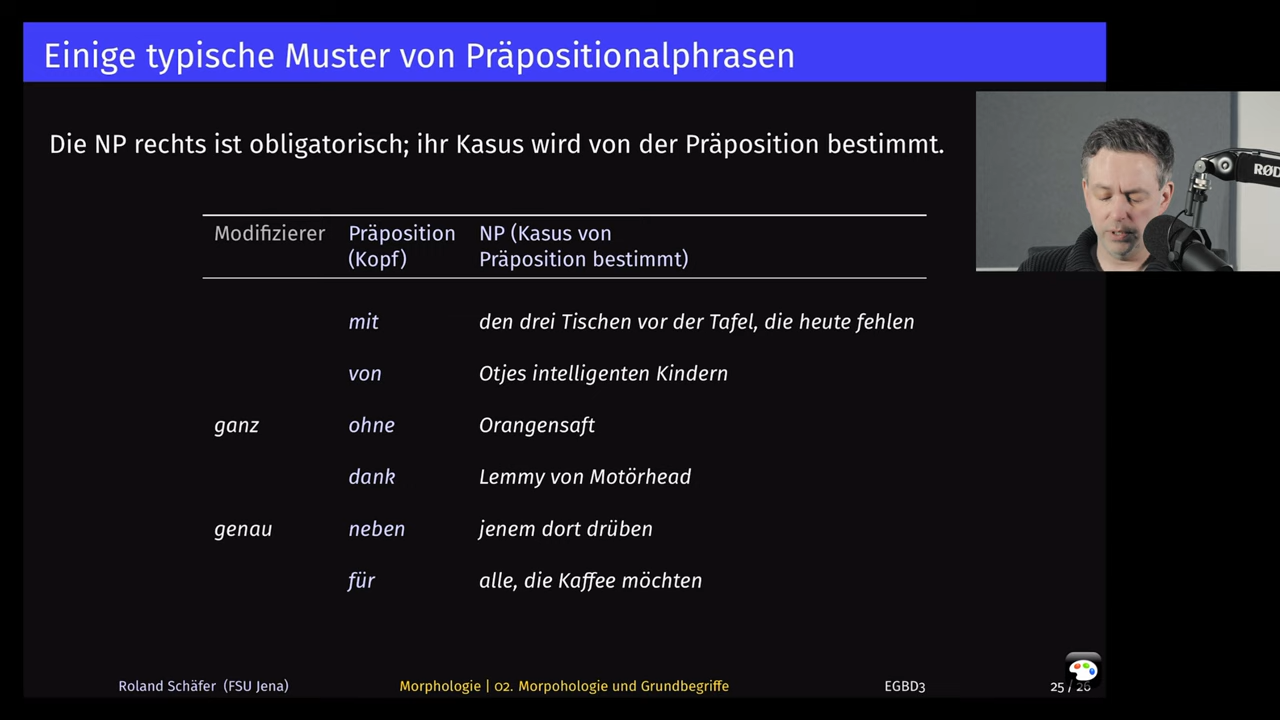 Einige typische Muster von Präpositionalphrasen
Die NP rechts ist obligatorisch; ihr Kasus wird von der Präposition bestimmt.
Modifizierer Präposition NP (Kasus von
(Kopf) Präposition bestimmt)
mit den drei Tischen vor der Tafel, die heute fehlen
von Otjes intelligenten Kindern
ganz ohne Orangensaft
dank Lemmy von Motörhead
genau neben jenem dort drüben
für alle, die Kaffee möchten
RØD
Roland Schäfer (FSU Jena) Morphologie | 02. Morpohologie und Grundbegriffe EGBD3 25 / 26